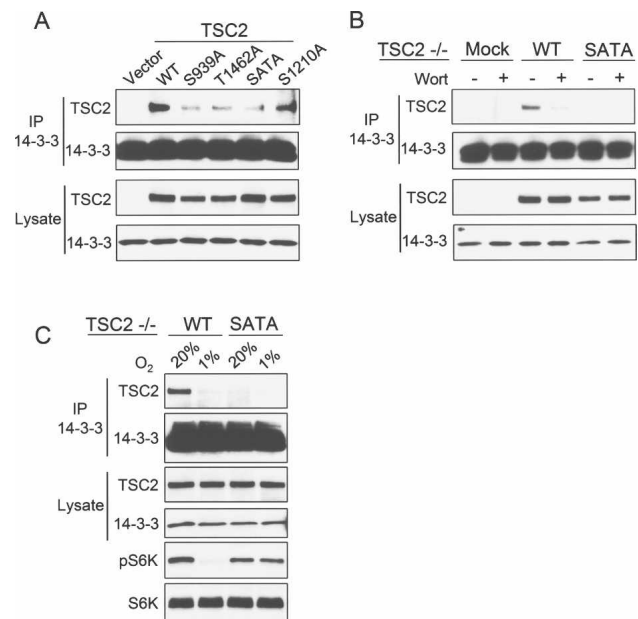 A
TSC2
Vector WT S939A T1462A SATA S1210A
IP 14-3-3
TSC2
14-3-3
Lysate
TSC2
14-3-3
B
TSC2 -/- Mock WT SATA
Wort - + - + - +
IP 14-3-3
TSC2
14-3-3
Lysate
TSC2
14-3-3
C
TSC2 -/- WT SATA
O2 20% 1% 20% 1%
IP 14-3-3
TSC2
14-3-3
Lysate
TSC2
14-3-3
pS6K
S6K